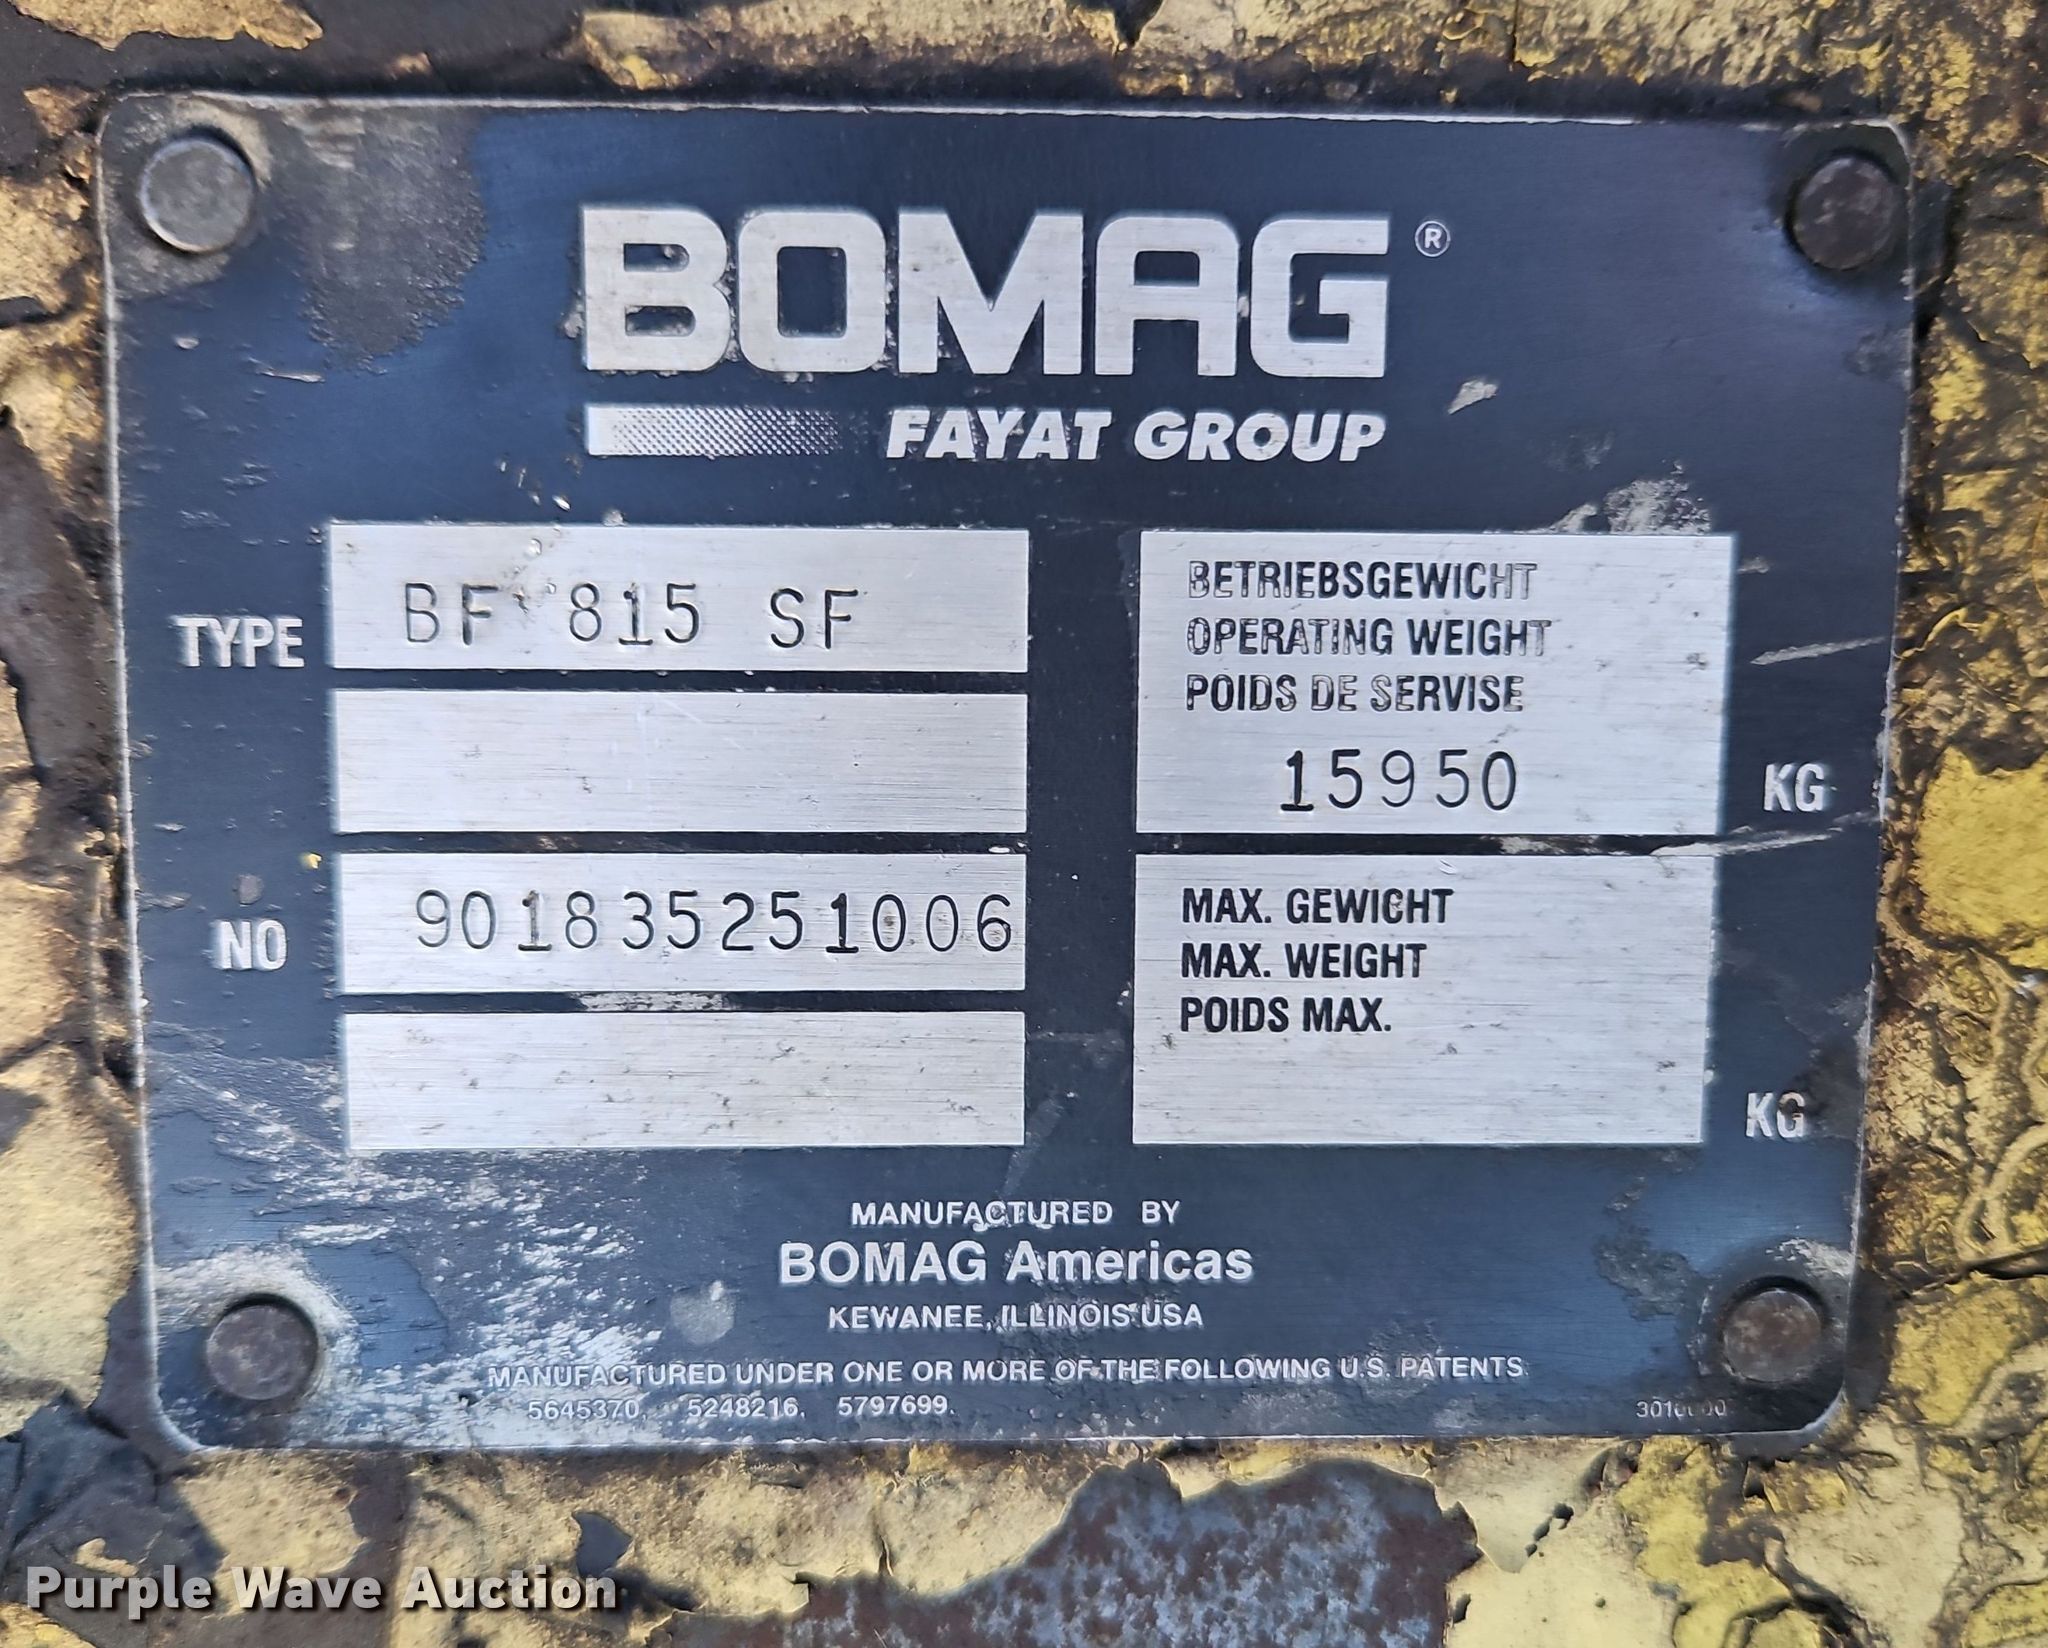 BOMAG®
FAYAT GROUP
TYPE BF 815 SF
NO 901835251006
BETRIEBSGEWICHT
OPERATING WEIGHT
POIDS DE SERVISE
15950 KG
MAX. GEWICHT
MAX. WEIGHT
POIDS MAX.
KG
MANUFACTURED BY
BOMAG Americas
KEWANEE, ILLINOIS USA
MANUFACTURED UNDER ONE OR MORE OF THE FOLLOWING U.S. PATENTS
5645370, 5248216, 5797699.
Purple Wave Auction